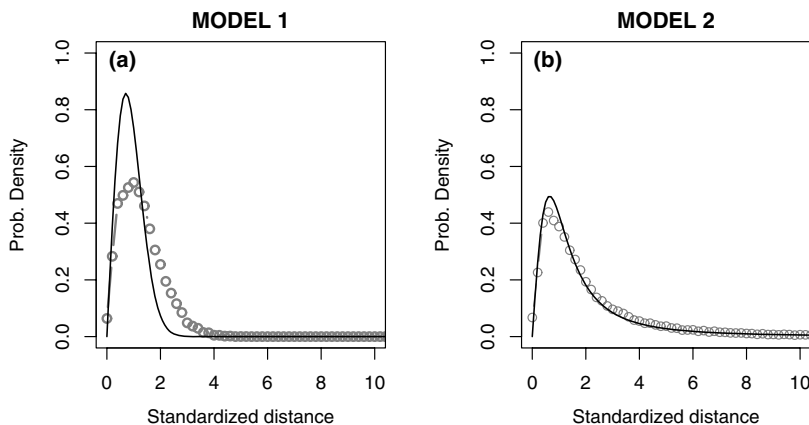 MODEL 1
(a)
Prob. Density
1.0
0.8
0.6
0.4
0.2
0.0
0 2 4 6 8 10
Standardized distance
MODEL 2
(b)
Prob. Density
1.0
0.8
0.6
0.4
0.2
0.0
0 2 4 6 8 10
Standardized distance